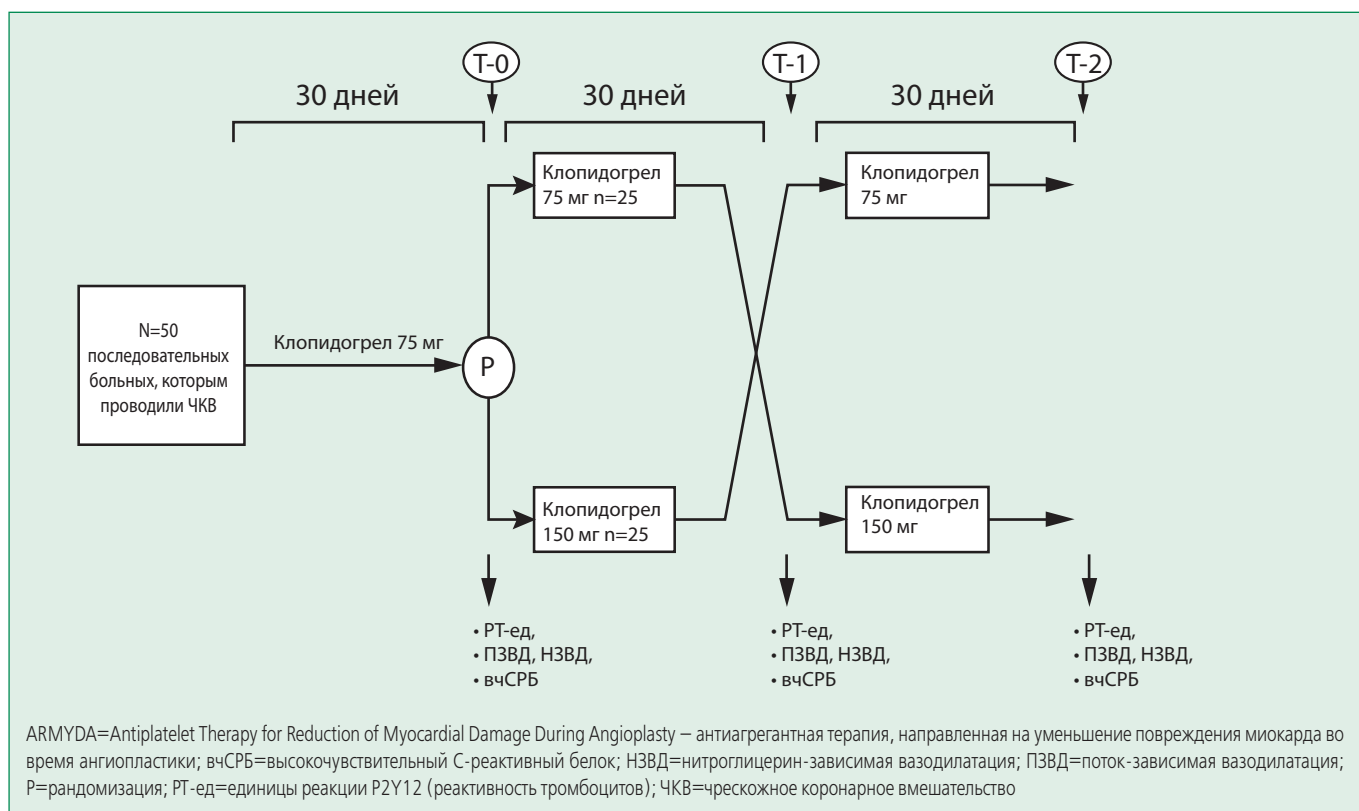 T-0
T-1
T-2
30 дней
30 дней
30 дней
Клопидогрел
75 мг n=25
Клопидогрел
75 мг
N=50
последовательных
больных, которым
проводили ЧКВ
Клопидогрел 75 мг
Р
Клопидогрел
150 мг n=25
Клопидогрел
150 мг
• РТ-ед,
• ПЗВД, НЗВД,
• вчСРБ
• РТ-ед,
• ПЗВД, НЗВД,
• вчСРБ
• РТ-ед,
• ПЗВД, НЗВД,
• вчСРБ
ARMYDA=Antiplatelet Therapy for Reduction of Myocardial Damage During Angioplasty – антиагрегантная терапия, направленная на уменьшение повреждения миокарда во
время ангиопластики; вчСРБ=высокочувствительный С-реактивный белок; НЗВД=нитроглицерин-зависимая вазодилатация; ПЗВД=поток-зависимая вазодилатация;
Р=рандомизация; РТ-ед=единицы реакции P2Y12 (реактивность тромбоцитов); ЧКВ=чрескожное коронарное вмешательство